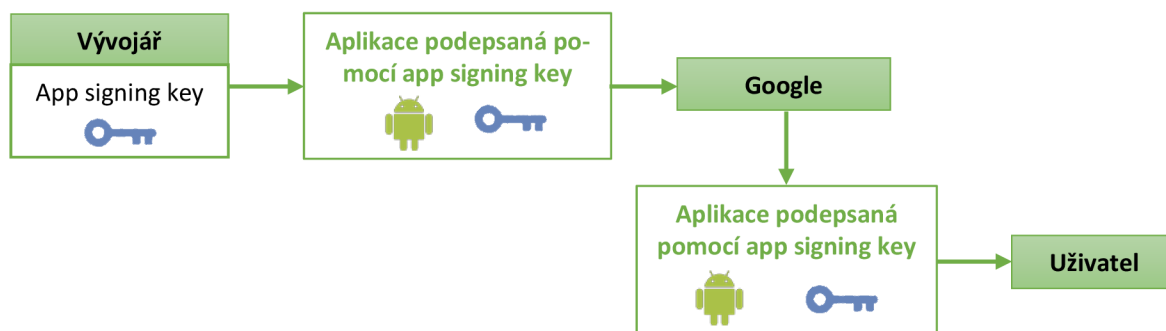 Vývojář
App signing key
Aplikace podepsaná po-
mocí app signing key
Google
Aplikace podepsaná
pomocí app signing key
Uživatel